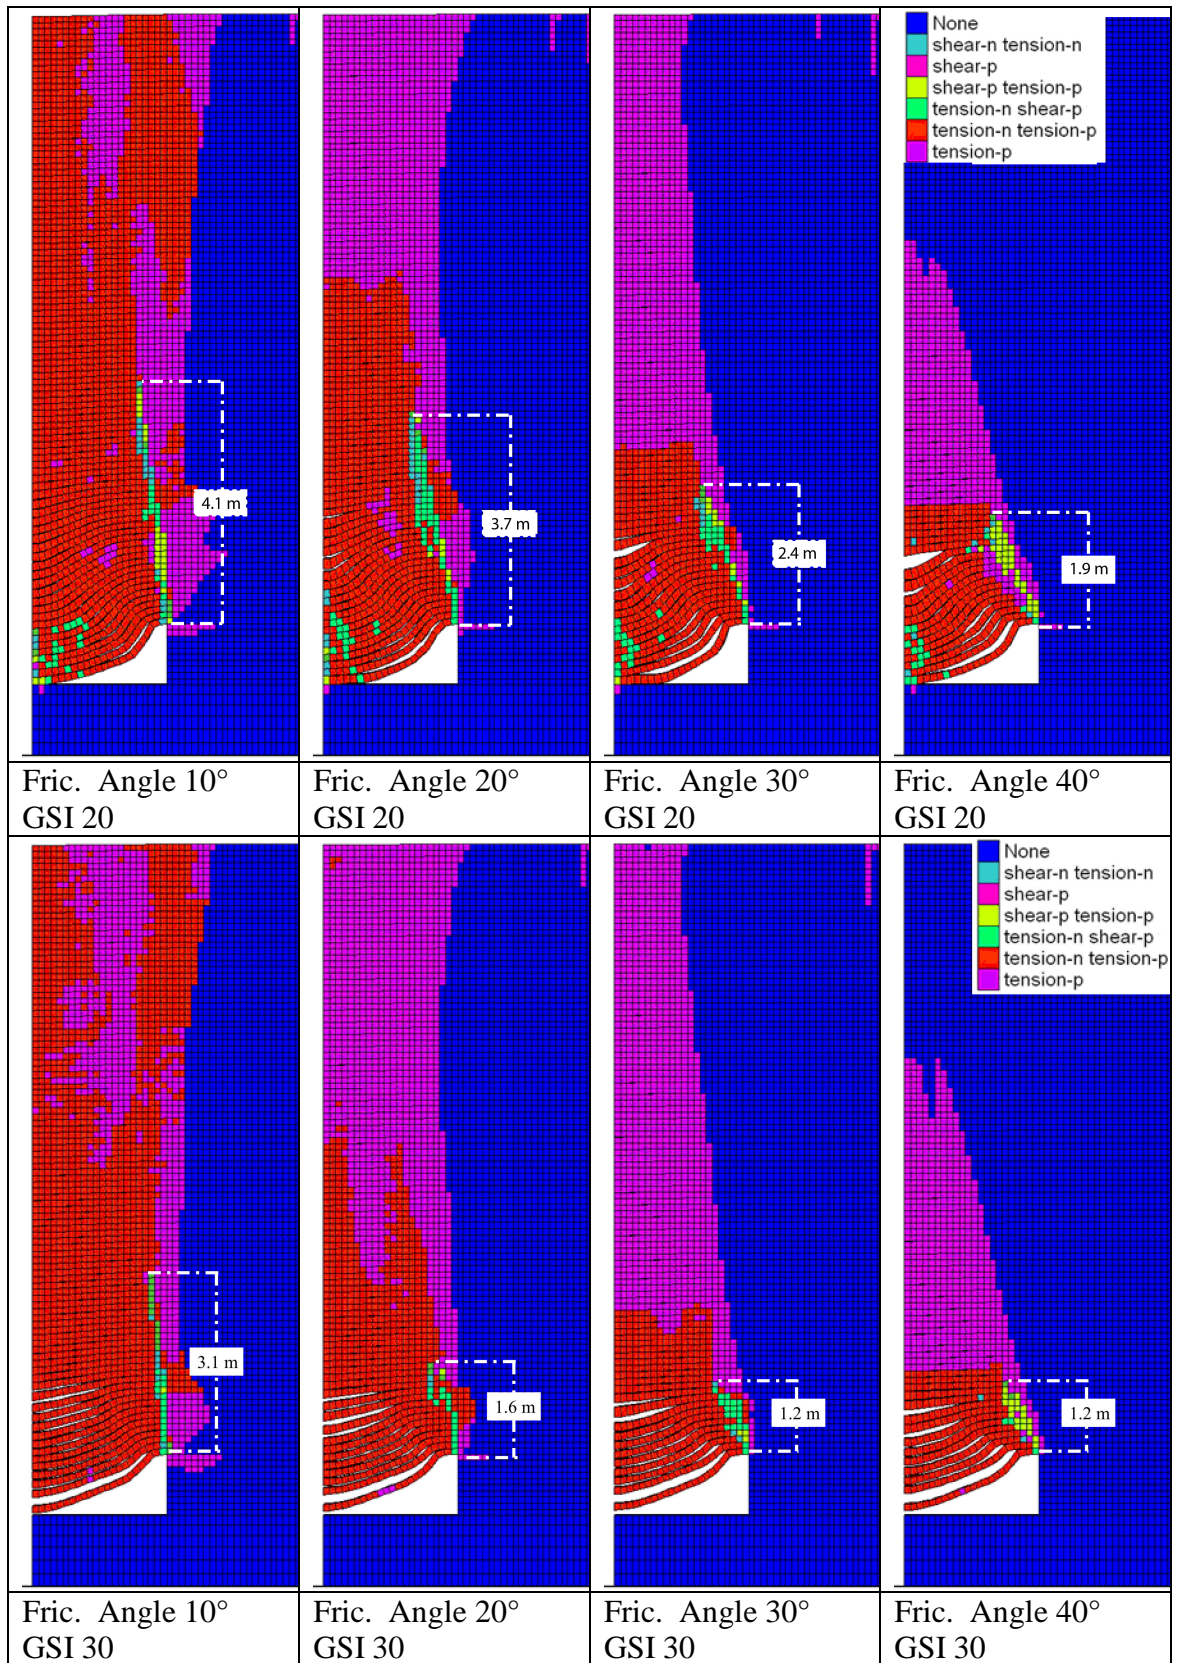 None
shear-n tension-n
shear-p
shear-p tension-p
tension-n shear-p
tension-n tension-p
tension-p
4.1 m
3.7 m
2.4 m
1.9 m
Fric. Angle 10°
GSI 20
Fric. Angle 20°
GSI 20
Fric. Angle 30°
GSI 20
Fric. Angle 40°
GSI 20
None
shear-n tension-n
shear-p
shear-p tension-p
tension-n shear-p
tension-n tension-p
tension-p
3.1 m
1.6 m
1.2 m
1.2 m
Fric. Angle 10°
GSI 30
Fric. Angle 20°
GSI 30
Fric. Angle 30°
GSI 30
Fric. Angle 40°
GSI 30